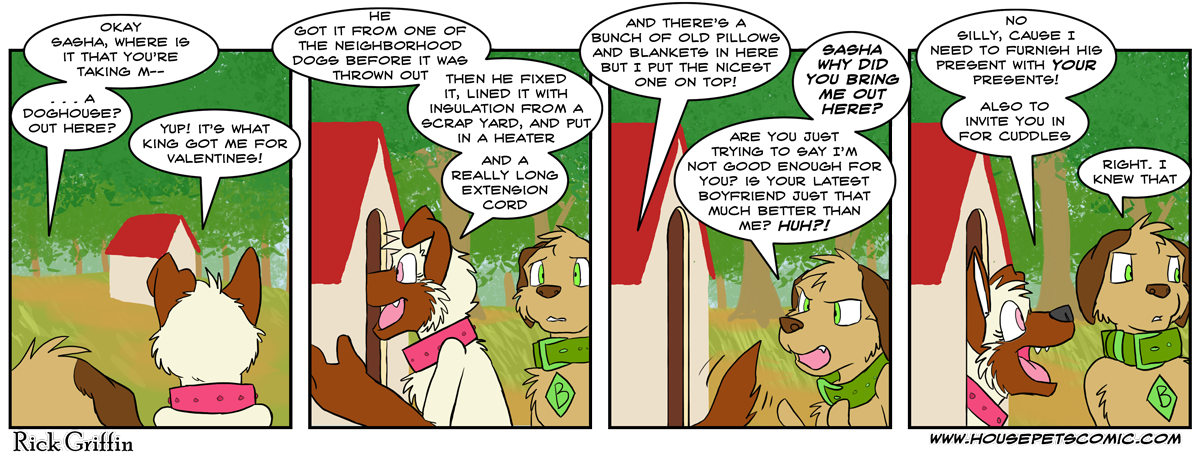 OKAY
SASHA, WHERE IS
IT THAT YOU'RE
TAKING M--
. . . A
DOGHOUSE?
OUT HERE?
YUP! IT'S WHAT
KING GOT ME FOR
VALENTINES!
HE
GOT IT FROM ONE OF
THE NEIGHBORHOOD
DOGS BEFORE IT WAS
THROWN OUT
THEN HE FIXED
IT, LINED IT WITH
INSULATION FROM A
SCRAP YARD, AND PUT
IN A HEATER
AND A
REALLY LONG
EXTENSION
CORD
AND THERE'S A
BUNCH OF OLD PILLOWS
AND BLANKETS IN HERE
BUT I PUT THE NICEST
ONE ON TOP!
SASHA
WHY DID
YOU BRING
ME OUT
HERE?
ARE YOU JUST
TRYING TO SAY I'M
NOT GOOD ENOUGH FOR
YOU? IS YOUR LATEST
BOYFRIEND JUST THAT
MUCH BETTER THAN
ME? HUH?!
NO
SILLY, CAUSE I
NEED TO FURNISH HIS
PRESENT WITH YOUR
PRESENTS!
ALSO TO
INVITE YOU IN
FOR CUDDLES
RIGHT. I
KNEW THAT
B
B
Rick Griffin
WWW.HOUSEPETSCOMIC.COM